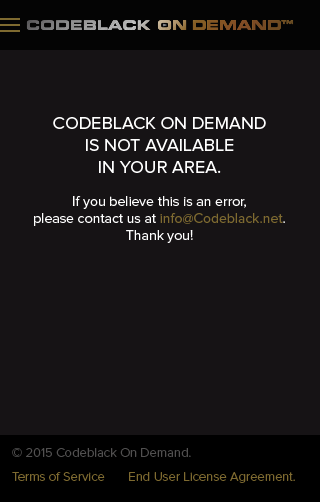 CODEBLACK ON DEMAND™
CODEBLACK ON DEMAND
IS NOT AVAILABLE
IN YOUR AREA.
If you believe this is an error,
please contact us at info@Codeblack.net.
Thank you!
© 2015 Codeblack On Demand.
Terms of Service End User License Agreement.